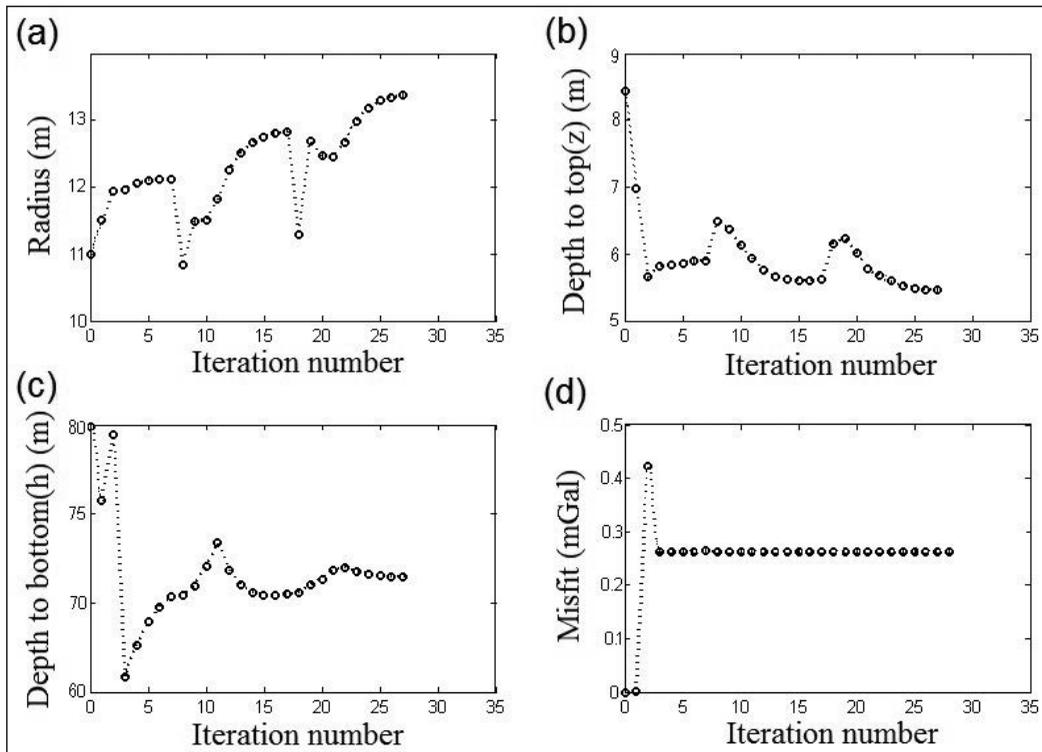 (a)
Radius (m)
13
12
11
10
0 5 10 15 20 25 30 35
Iteration number
(b)
Depth to top(z) (m)
9
8
7
6
5
0 5 10 15 20 25 30 35
Iteration number
(c)
Depth to bottom(h) (m)
80
75
70
60
0 5 10 15 20 25 30 35
Iteration number
(d)
Misfit (mGal)
0.5
0.4
0.3
0.2
0.1
0
0 5 10 15 20 25 30 35
Iteration number